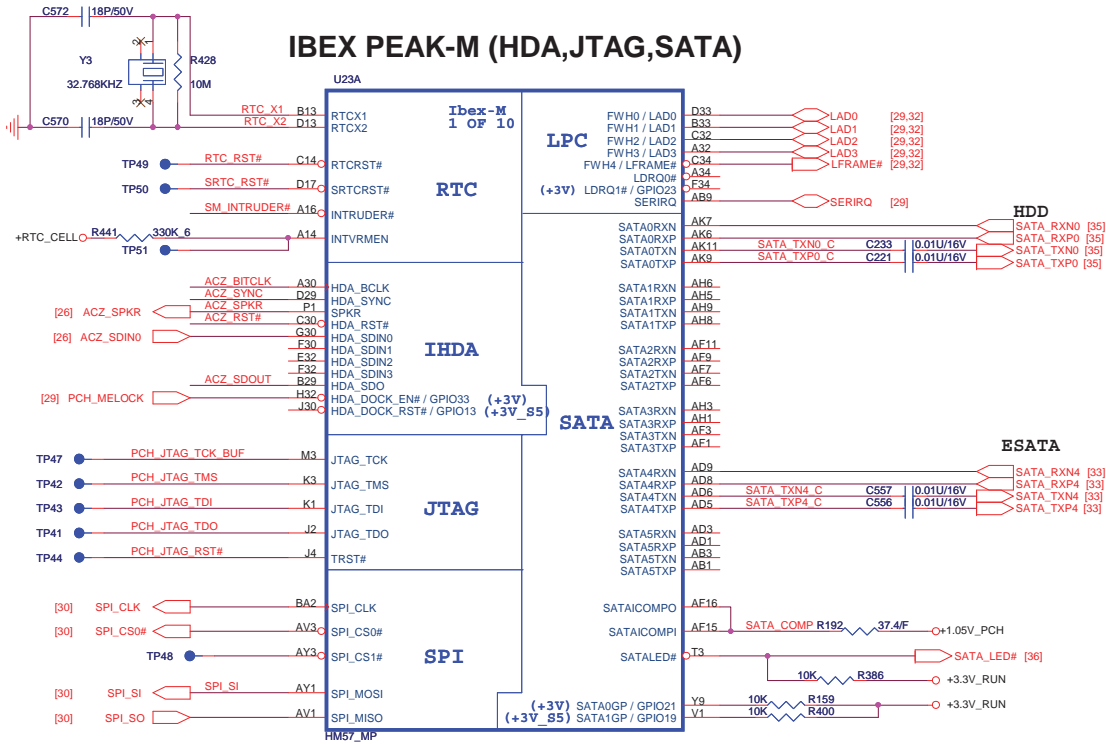 IBEX PEAK-M (HDA,JTAG,SATA)
C572 18P/50V
Y3
32.768KHZ
2 1
3 4
R428
10M
C570 18P/50V
U23A
Ibex-M
1 OF 10
RTC_X1 B13 RTCX1
RTC_X2 D13 RTCX2
TP49 RTC_RST# C14 RTCRST#
TP50 SRTC_RST# D17 SRTCRST#
SM_INTRUDER# A16 INTRUDER#
+RTC_CELL R441 330K_6 A14 INTVRMEN
TP51
RTC
ACZ_BITCLK A30 HDA_BCLK
ACZ_SYNC D29 HDA_SYNC
[26] ACZ_SPKR ACZ_SPKR P1 SPKR
ACZ_RST# C30 HDA_RST#
[26] ACZ_SDIN0 G30 HDA_SDIN0
F30 HDA_SDIN1
E32 HDA_SDIN2
F32 HDA_SDIN3
ACZ_SDOUT B29 HDA_SDO
[29] PCH_MELOCK H32 HDA_DOCK_EN# / GPIO33 (+3V)
J30 HDA_DOCK_RST# / GPIO13 (+3V_S5)
IHDA
TP47 PCH_JTAG_TCK_BUF M3 JTAG_TCK
TP42 PCH_JTAG_TMS K3 JTAG_TMS
TP43 PCH_JTAG_TDI K1 JTAG_TDI
TP41 PCH_JTAG_TDO J2 JTAG_TDO
TP44 PCH_JTAG_RST# J4 TRST#
JTAG
[30] SPI_CLK BA2 SPI_CLK
[30] SPI_CS0# AV3 SPI_CS0#
TP48 AY3 SPI_CS1#
[30] SPI_SI SPI_SI AY1 SPI_MOSI
[30] SPI_SO AV1 SPI_MISO
SPI
HM57_MP
LPC
FWH0 / LAD0 D33 LAD0 [29,32]
FWH1 / LAD1 B33 LAD1 [29,32]
FWH2 / LAD2 C32 LAD2 [29,32]
FWH3 / LAD3 A32 LAD3 [29,32]
FWH4 / LFRAME# C34 LFRAME# [29,32]
LDRQ0# A34
(+3V) LDRQ1# / GPIO23 F34
SERIRQ AB9 SERIRQ [29]
HDD
SATA0RXN AK7 SATA_RXN0 [35]
SATA0RXP AK6 SATA_RXP0 [35]
SATA0TXN AK11 SATA_TXN0_C C233 0.01U/16V SATA_TXN0 [35]
SATA0TXP AK9 SATA_TXP0_C C221 0.01U/16V SATA_TXP0 [35]
SATA1RXN AH6
SATA1RXP AH5
SATA1TXN AH9
SATA1TXP AH8
SATA2RXN AF11
SATA2RXP AF9
SATA2TXN AF7
SATA2TXP AF6
SATA
SATA3RXN AH3
SATA3RXP AH1
SATA3TXN AF3
SATA3TXP AF1
ESATA
SATA4RXN AD9 SATA_RXN4 [33]
SATA4RXP AD8 SATA_RXP4 [33]
SATA4TXN AD6 SATA_TXN4_C C557 0.01U/16V SATA_TXN4 [33]
SATA4TXP AD5 SATA_TXP4_C C556 0.01U/16V SATA_TXP4 [33]
SATA5RXN AD3
SATA5RXP AD1
SATA5TXN AB3
SATA5TXP AB1
SATAICOMPO AF16
SATAICOMPI AF15 SATA_COMP R192 37.4/F +1.05V_PCH
SATALED# T3 SATA_LED# [36]
10K R386 +3.3V_RUN
(+3V) SATA0GP / GPIO21 Y9 10K R159 +3.3V_RUN
(+3V_S5) SATA1GP / GPIO19 V1 10K R400